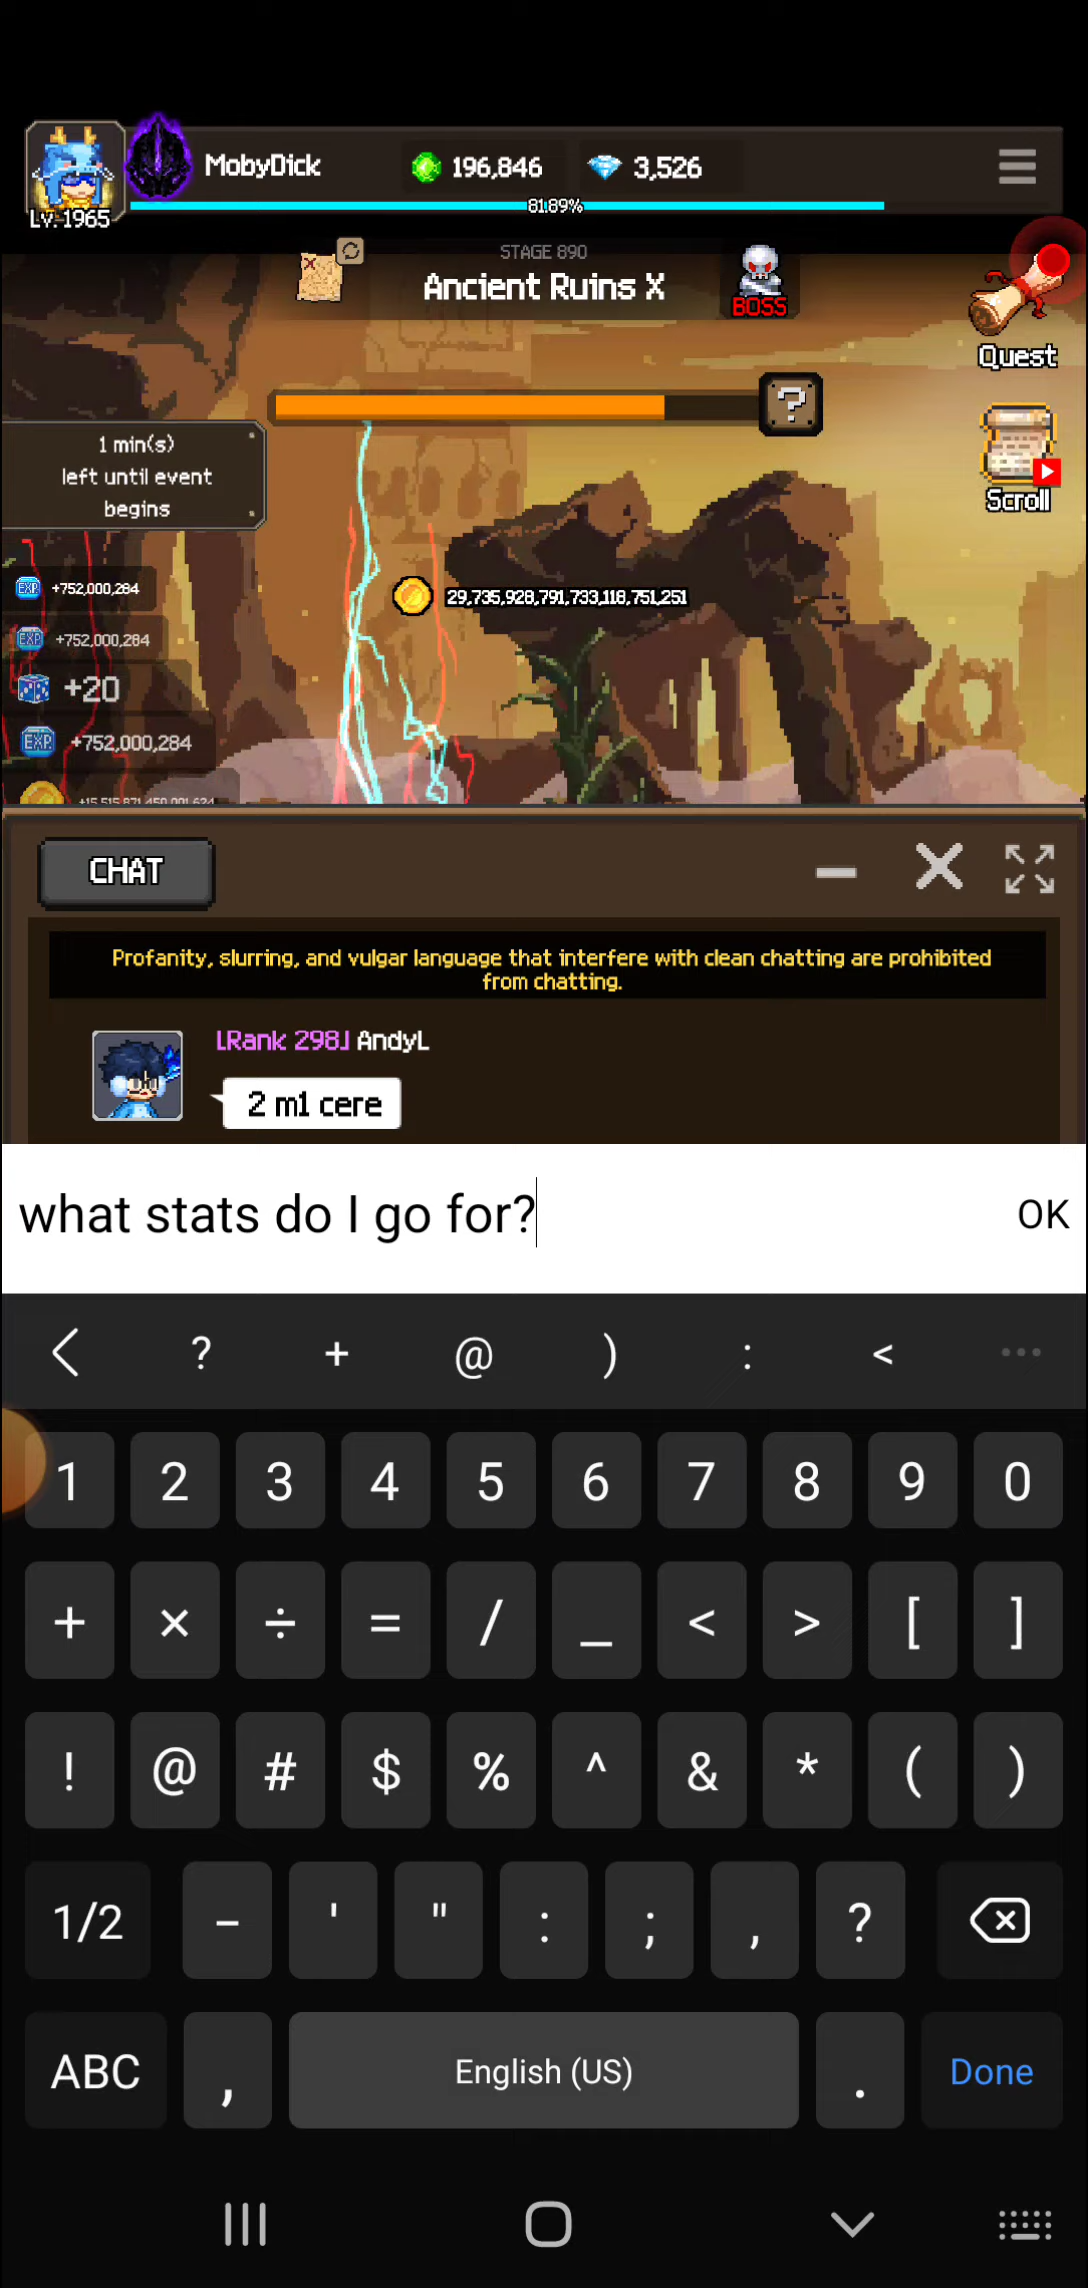 MobyDick
196,846
3,526
81.89%
Lv. 1965
STAGE 890
Ancient Ruins X
BOSS
Quest
?
1 min(s)
left until event
begins
Scroll
EXP +752,000,284
29,735,928,791,733,118,751,251
EXP +752,000,284
+20
EXP +752,000,284
CHAT
Profanity, slurring, and vulgar language that interfere with clean chatting are prohibited
from chatting.
[Rank 298] AndyL
2 m1 cere
what stats do I go for?
OK
? + @ ) : < ...
1 2 3 4 5 6 7 8 9 0
+ × ÷ = / _ < > [ ]
! @ # $ % ^ & * ( )
1/2 - ' " : ; , ?
ABC , English (US) . Done